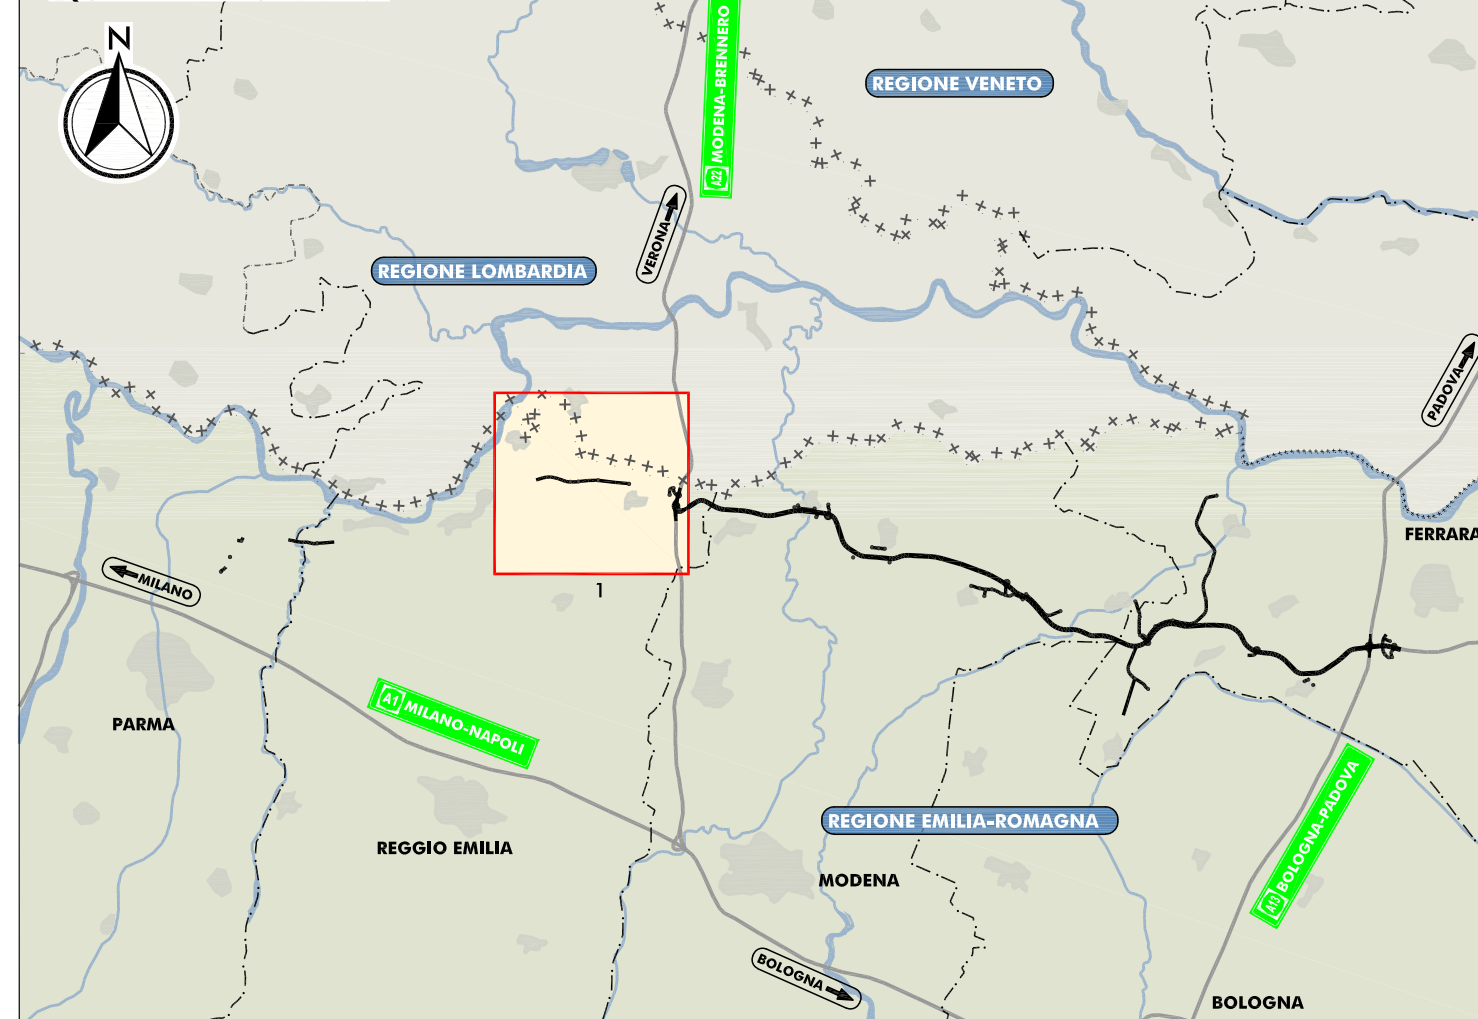 N
A22 MODENA-BRENNERO
REGIONE VENETO
VERONA
REGIONE LOMBARDIA
PADOVA
FERRARA
MILANO
1
PARMA
A1 MILANO-NAPOLI
REGIONE EMILIA-ROMAGNA
A13 BOLOGNA-PADOVA
REGGIO EMILIA
MODENA
BOLOGNA
BOLOGNA